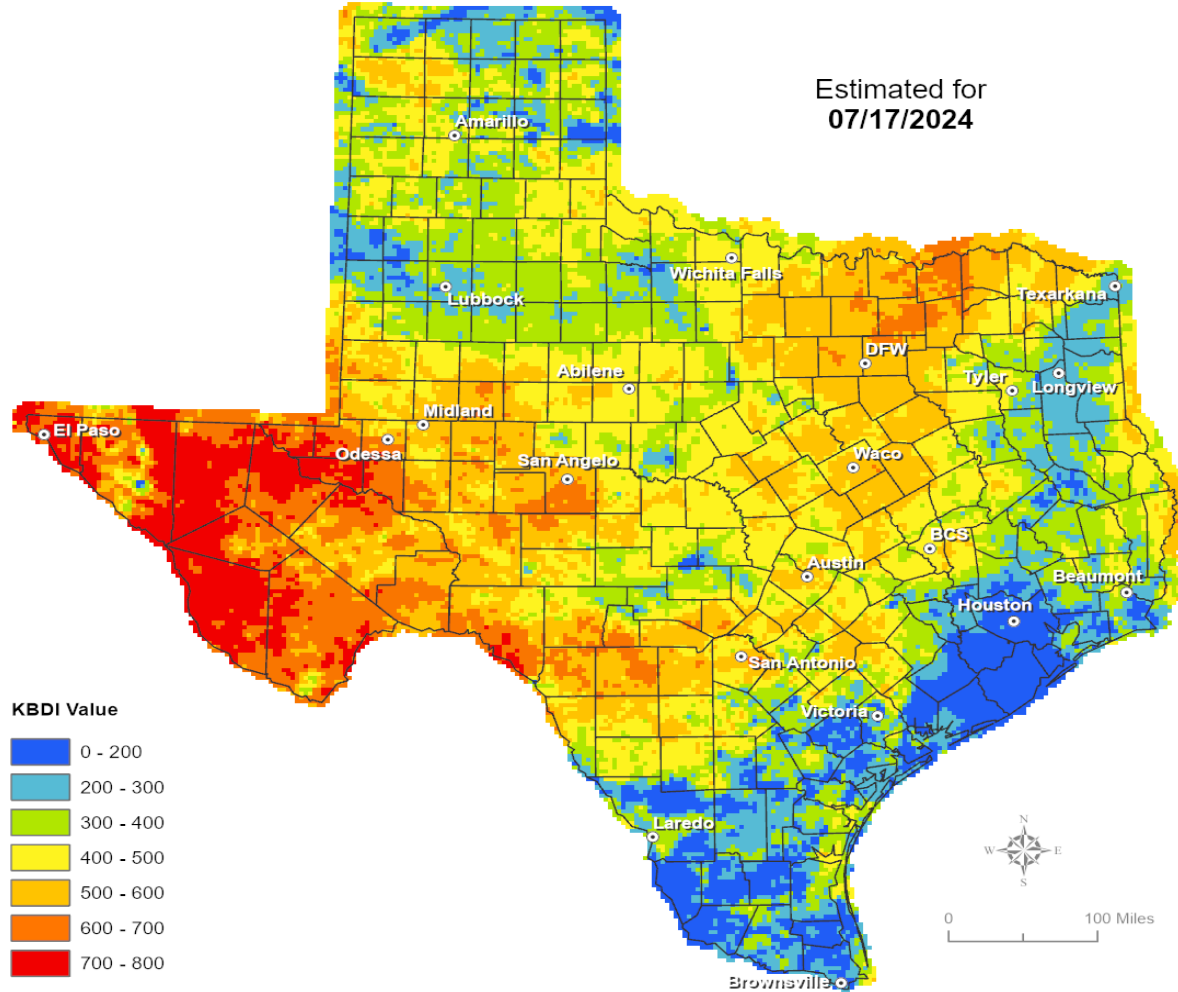 Estimated for
07/17/2024
Amarillo
Wichita Falls
Lubbock
Texarkana
DFW
Abilene
Tyler
Longview
Midland
El Paso
Odessa
San Angelo
Waco
BCS
Austin
Beaumont
Houston
San Antonio
Victoria
Laredo
Brownsville
KBDI Value
0 - 200
200 - 300
300 - 400
400 - 500
500 - 600
600 - 700
700 - 800
N
W E
S
0 100 Miles